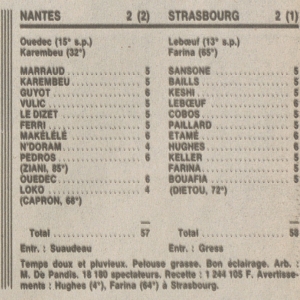 NANTES 2 (2) STRASBOURG 2 (1)
Ouedec (15° s.p.) Lebœuf (13° s.p.)
Karembeu (32°) Farina (65°)
MARRAUD 5 SANSONE 5
KAREMBEU 5 BAILLS 5
GUYOT 6 KESHI 5
VULIC 5 LEBŒUF 5
LE DIZET 5 COBOS 5
FERRI 5 PAILLARD 5
MAKÉLÉLÉ 6 ETAMÉ 6
N'DORAM 4 HUGHES 6
PEDROS 6 KELLER 5
(ZIANI, 85°) FARINA 5
OUEDEC 6 BOUAFIA 5
LOKO 4 (DIETOU, 72°)
(CAPRON, 68°)
Total 57 Total 58
Entr. : Suaudeau Entr. : Gress
Temps doux et pluvieux. Pelouse grasse. Bon éclairage. Arb. :
M. De Pandis. 18 180 spectateurs. Recette : 1 244 105 F. Avertisse-
ments : Hughes (4°), Farina (64°) à Strasbourg.